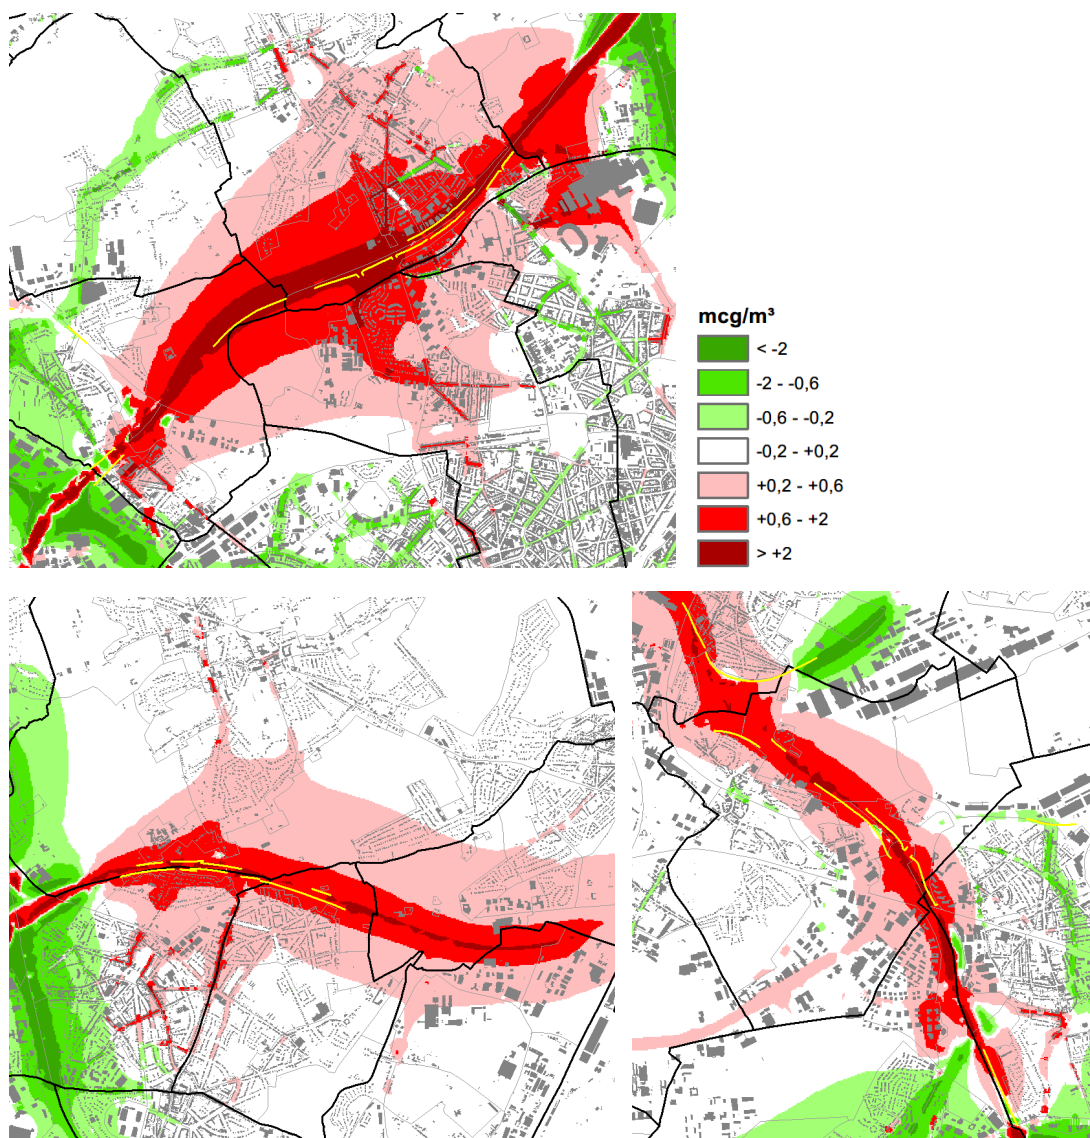 mcg/m³
< -2
-2 - -0,6
-0,6 - -0,2
-0,2 - +0,2
+0,2 - +0,6
+0,6 - +2
> +2